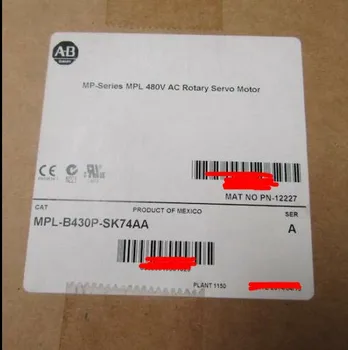 AB
MP-Series MPL 480V AC Rotary Servo Motor
MAT NO PN-12227
CAT
PRODUCT OF MEXICO
SER
MPL-B430P-SK74AA
A
PLANT 1150